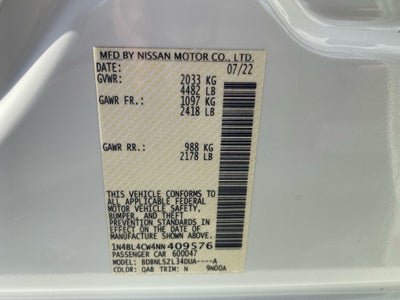 MFD BY NISSAN MOTOR CO., LTD.
DATE: 07/22
GVWR: 2033 KG
4482 LB
GAWR FR.: 1097 KG
2418 LB
GAWR RR.: 988 KG
2178 LB
THIS VEHICLE CONFORMS TO ALL
APPLICABLE FEDERAL MOTOR VEHICLE
SAFETY, BUMPER, AND THEFT
PREVENTION STANDARDS IN EFFECT ON
THE DATE OF MANUFACTURE SHOWN
ABOVE.
1N4BL4CW4NN 409576
PASSENGER CAR 600047
MODEL: BDBNLSZL34DUA----A
COLOR: QAB TRIM: N 9N00A